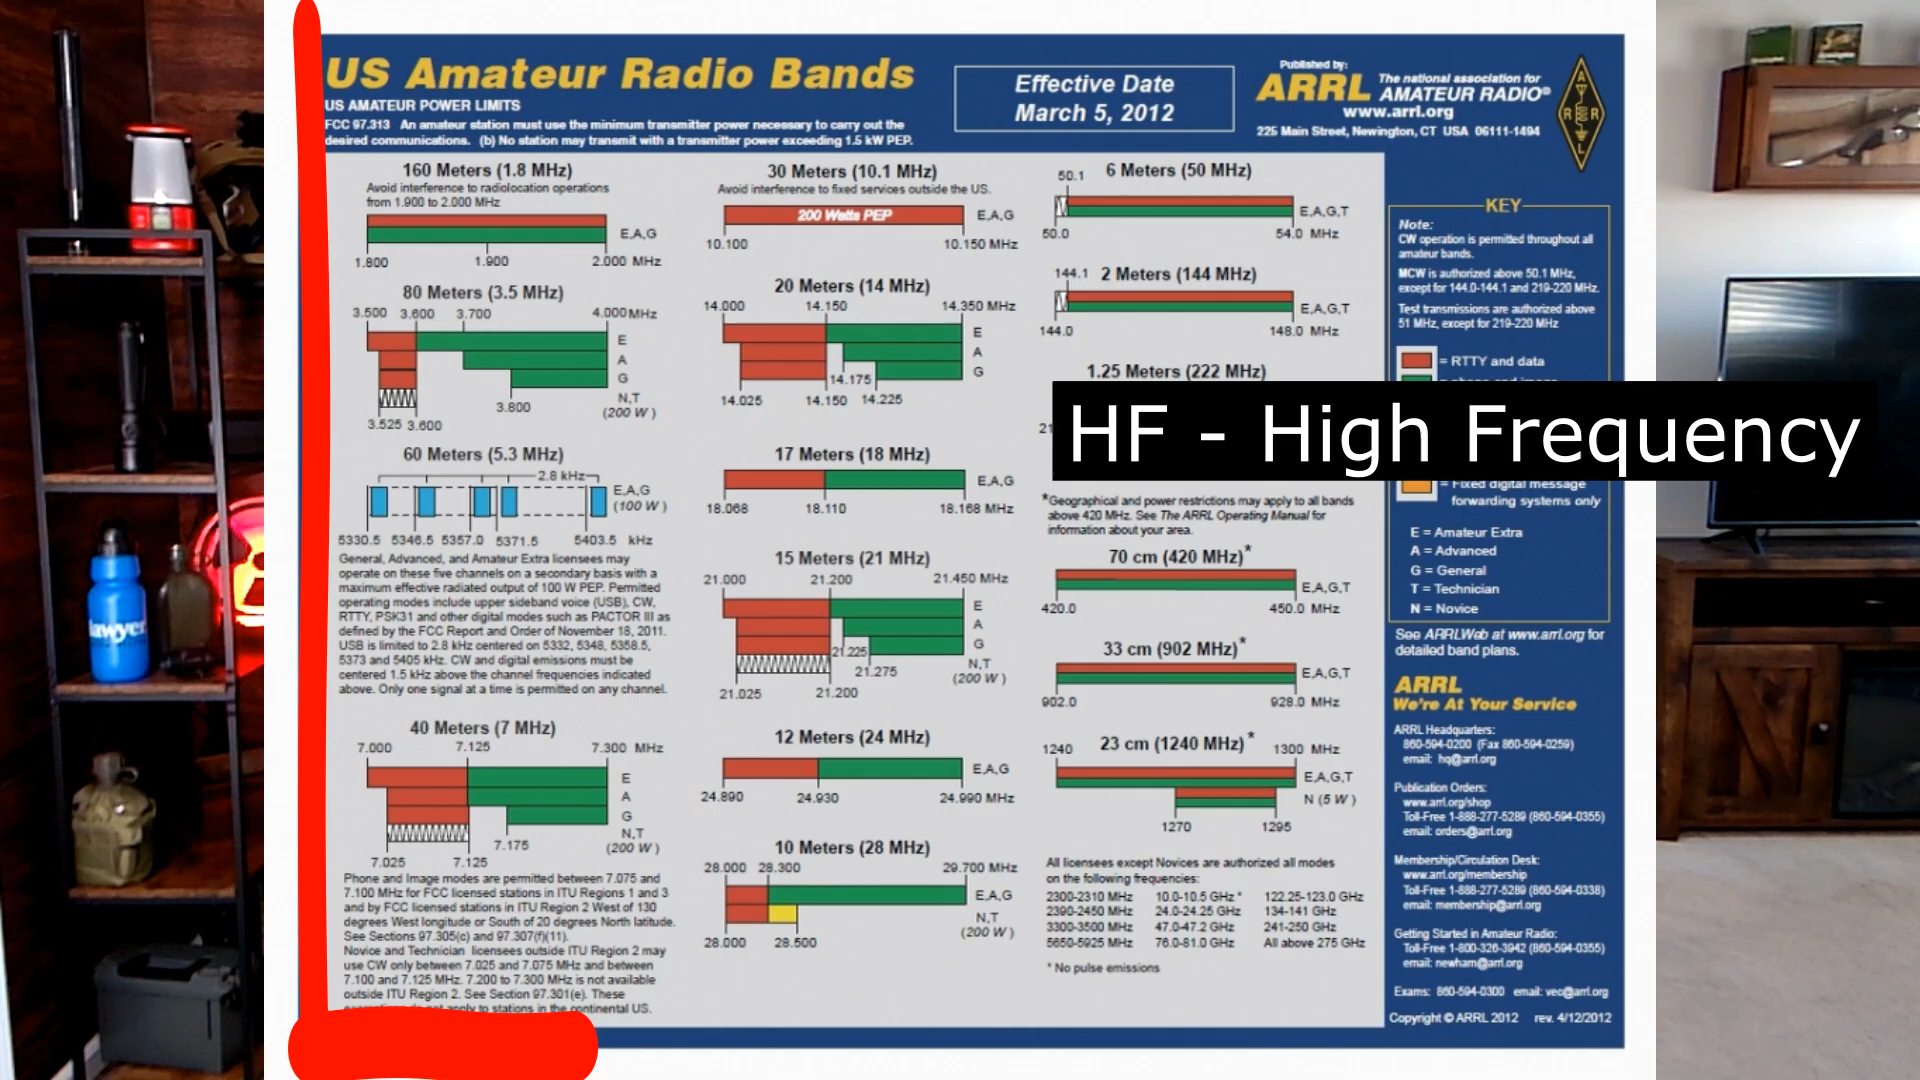 US Amateur Radio Bands
US AMATEUR POWER LIMITS
FCC 97.313 An amateur station must use the minimum transmitter power necessary to carry out the
desired communications. (b) No station may transmit with a transmitter power exceeding 1.5 kW PEP.
Effective Date
March 5, 2012
Published by:
ARRL The national association for
AMATEUR RADIO®
www.arrl.org
225 Main Street, Newington, CT USA 06111-1494
A
R R
L
160 Meters (1.8 MHz)
Avoid interference to radiolocation operations
from 1.900 to 2.000 MHz
E,A,G
1.800 1.900 2.000 MHz
80 Meters (3.5 MHz)
3.500 3.600 3.700 4.000 MHz
E
A
G
N,T
(200 W)
3.800
3.525 3.600
60 Meters (5.3 MHz)
2.8 kHz
E,A,G
(100 W)
5330.5 5346.5 5357.0 5371.5 5403.5 kHz
General, Advanced, and Amateur Extra licensees may
operate on these five channels on a secondary basis with a
maximum effective radiated output of 100 W PEP. Permitted
operating modes include upper sideband voice (USB), CW,
RTTY, PSK31 and other digital modes such as PACTOR III as
defined by the FCC Report and Order of November 18, 2011.
USB is limited to 2.8 kHz centered on 5332, 5348, 5358.5,
5373 and 5405 kHz. CW and digital emissions must be
centered 1.5 kHz above the channel frequencies indicated
above. Only one signal at a time is permitted on any channel.
40 Meters (7 MHz)
7.000 7.125 7.300 MHz
E
A
G
N,T
(200 W)
7.175
7.025 7.125
Phone and Image modes are permitted between 7.075 and
7.100 MHz for FCC licensed stations in ITU Regions 1 and 3
and by FCC licensed stations in ITU Region 2 West of 130
degrees West longitude or South of 20 degrees North latitude.
See Sections 97.305(c) and 97.307(f)(11).
Novice and Technician licensees outside ITU Region 2 may
use CW only between 7.025 and 7.075 MHz and between
7.100 and 7.125 MHz. 7.200 to 7.300 MHz is not available
outside ITU Region 2. See Section 97.301(e). These
apply to stations in the continental US.
30 Meters (10.1 MHz)
Avoid interference to fixed services outside the US.
200 Watts PEP
E,A,G
10.100 10.150 MHz
20 Meters (14 MHz)
14.000 14.150 14.350 MHz
E
A
G
14.175
14.025 14.150 14.225
17 Meters (18 MHz)
E,A,G
18.068 18.110 18.168 MHz
15 Meters (21 MHz)
21.000 21.200 21.450 MHz
E
A
G
21.225
N,T
21.275
(200 W)
21.025 21.200
12 Meters (24 MHz)
E,A,G
24.890 24.930 24.990 MHz
10 Meters (28 MHz)
28.000 28.300 29.700 MHz
E,A,G
N,T
(200 W)
28.000 28.500
50.1 6 Meters (50 MHz)
E,A,G,T
50.0 54.0 MHz
144.1 2 Meters (144 MHz)
E,A,G,T
144.0 148.0 MHz
1.25 Meters (222 MHz)
HF - High Frequency
*Geographical and power restrictions may apply to all bands
above 420 MHz. See The ARRL Operating Manual for
information about your area.
70 cm (420 MHz)*
E,A,G,T
420.0 450.0 MHz
33 cm (902 MHz)*
E,A,G,T
902.0 928.0 MHz
1240 23 cm (1240 MHz)* 1300 MHz
E,A,G,T
N (5 W)
1270 1295
All licensees except Novices are authorized all modes
on the following frequencies:
2300-2310 MHz 10.0-10.5 GHz * 122.25-123.0 GHz
2390-2450 MHz 24.0-24.25 GHz 134-141 GHz
3300-3500 MHz 47.0-47.2 GHz 241-250 GHz
5650-5925 MHz 76.0-81.0 GHz All above 275 GHz
* No pulse emissions
KEY
Note:
CW operation is permitted throughout all
amateur bands.
MCW is authorized above 50.1 MHz,
except for 144.0-144.1 and 219-220 MHz.
Test transmissions are authorized above
51 MHz, except for 219-220 MHz
= RTTY and data
= Fixed digital message
forwarding systems only
E = Amateur Extra
A = Advanced
G = General
T = Technician
N = Novice
See ARRLWeb at www.arrl.org for
detailed band plans.
ARRL
We're At Your Service
ARRL Headquarters:
860-594-0200 (Fax 860-594-0259)
email: hq@arrl.org
Publication Orders:
www.arrl.org/shop
Toll-Free 1-888-277-5289 (860-594-0355)
email: orders@arrl.org
Membership/Circulation Desk:
www.arrl.org/membership
Toll-Free 1-888-277-5289 (860-594-0338)
email: membership@arrl.org
Getting Started in Amateur Radio:
Toll-Free 1-800-326-3942 (860-594-0355)
email: newham@arrl.org
Exams: 860-594-0300 email: vec@arrl.org
Copyright © ARRL 2012 rev. 4/12/2012